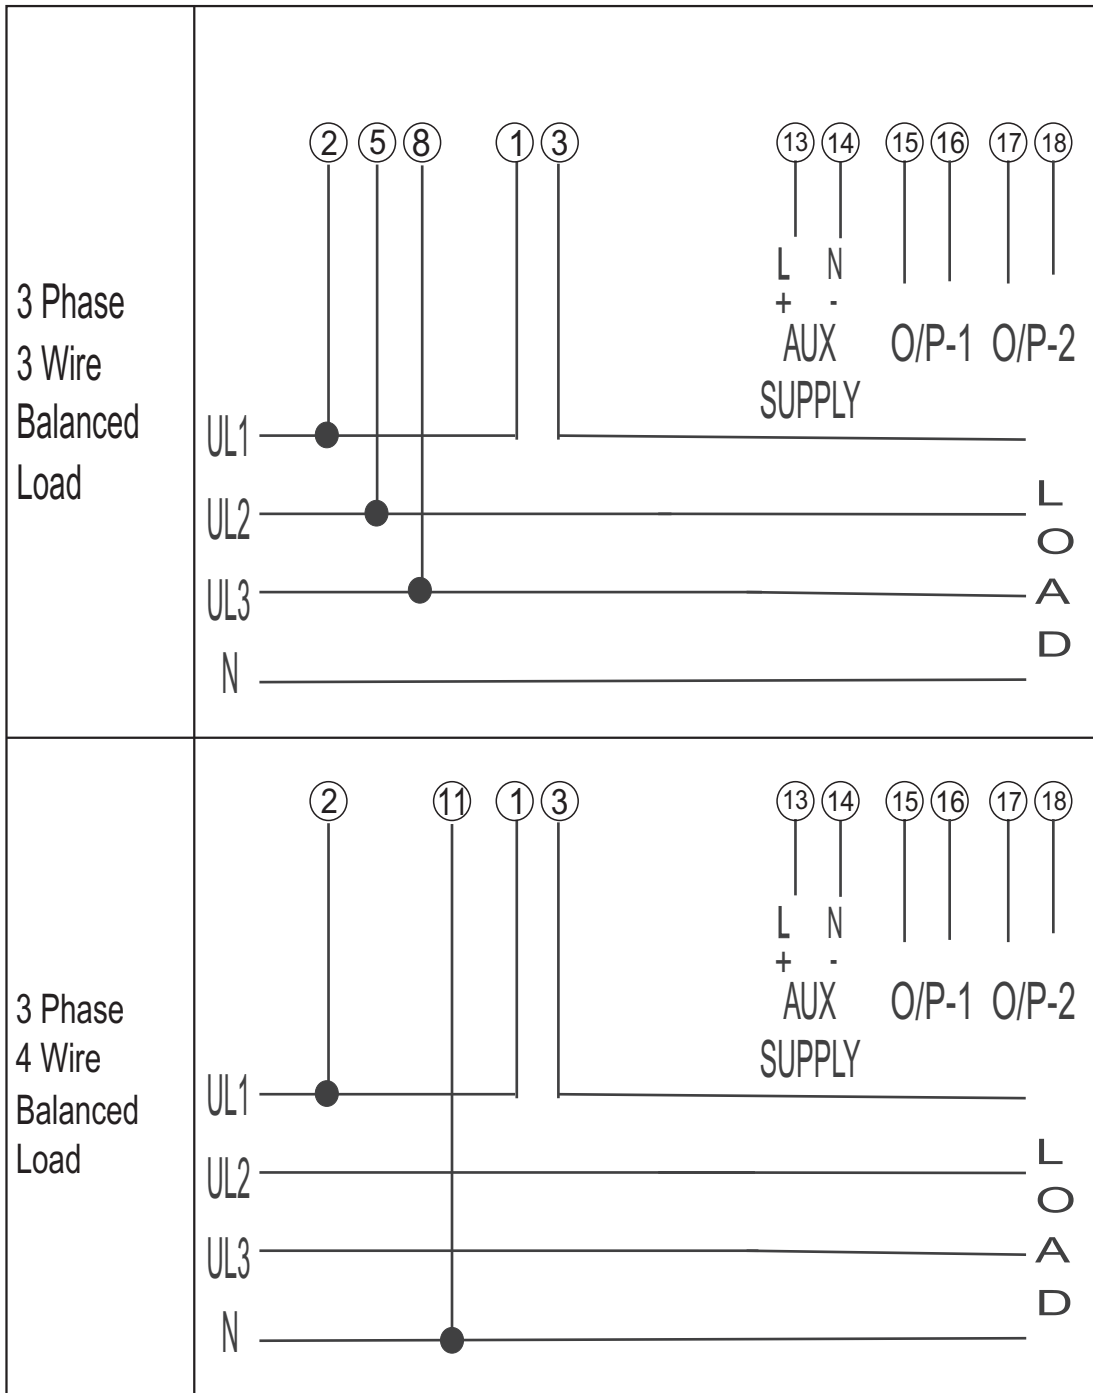 3 Phase
3 Wire
Balanced
Load
2 5 8 1 3 13 14 15 16 17 18
L N
+ -
AUX O/P-1 O/P-2
SUPPLY
UL1
UL2
UL3
N
L
O
A
D
3 Phase
4 Wire
Balanced
Load
2 11 1 3 13 14 15 16 17 18
L N
+ -
AUX O/P-1 O/P-2
SUPPLY
UL1
UL2
UL3
N
L
O
A
D